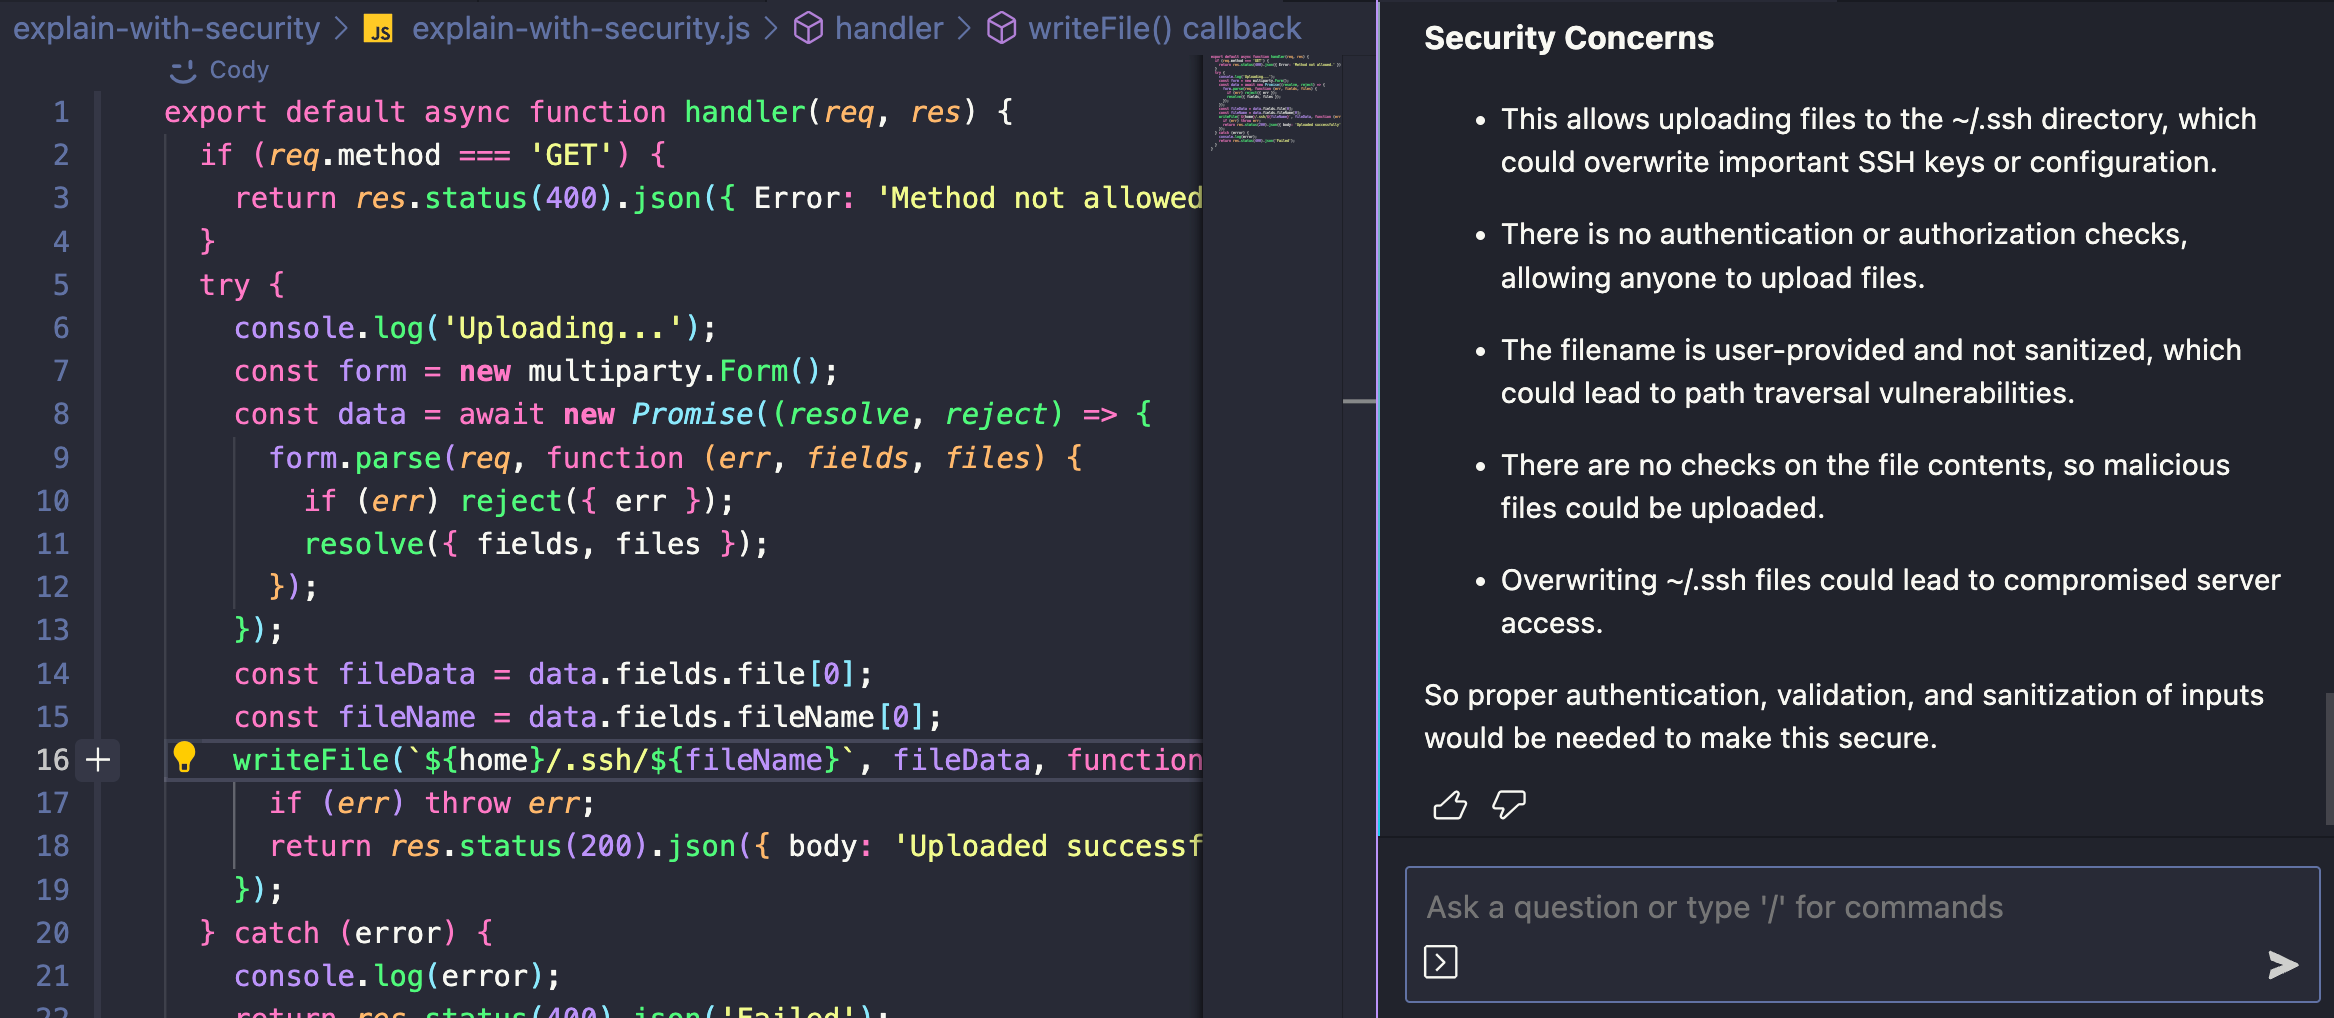 explain-with-security > JS explain-with-security.js > handler > writeFile() callback
Cody
1 export default async function handler(req, res) {
2 if (req.method === 'GET') {
3 return res.status(400).json({ Error: 'Method not allowed
4 }
5 try {
6 console.log('Uploading...');
7 const form = new multiparty.Form();
8 const data = await new Promise((resolve, reject) => {
9 form.parse(req, function (err, fields, files) {
10 if (err) reject({ err });
11 resolve({ fields, files });
12 });
13 });
14 const fileData = data.fields.file[0];
15 const fileName = data.fields.fileName[0];
16 + writeFile(`${home}/.ssh/${fileName}`, fileData, function
17 if (err) throw err;
18 return res.status(200).json({ body: 'Uploaded successf
19 });
20 } catch (error) {
21 console.log(error);
22 return res.status(400).json('Failed');
Security Concerns
• This allows uploading files to the ~/.ssh directory, which
could overwrite important SSH keys or configuration.
• There is no authentication or authorization checks,
allowing anyone to upload files.
• The filename is user-provided and not sanitized, which
could lead to path traversal vulnerabilities.
• There are no checks on the file contents, so malicious
files could be uploaded.
• Overwriting ~/.ssh files could lead to compromised server
access.
So proper authentication, validation, and sanitization of inputs
would be needed to make this secure.
Ask a question or type '/' for commands